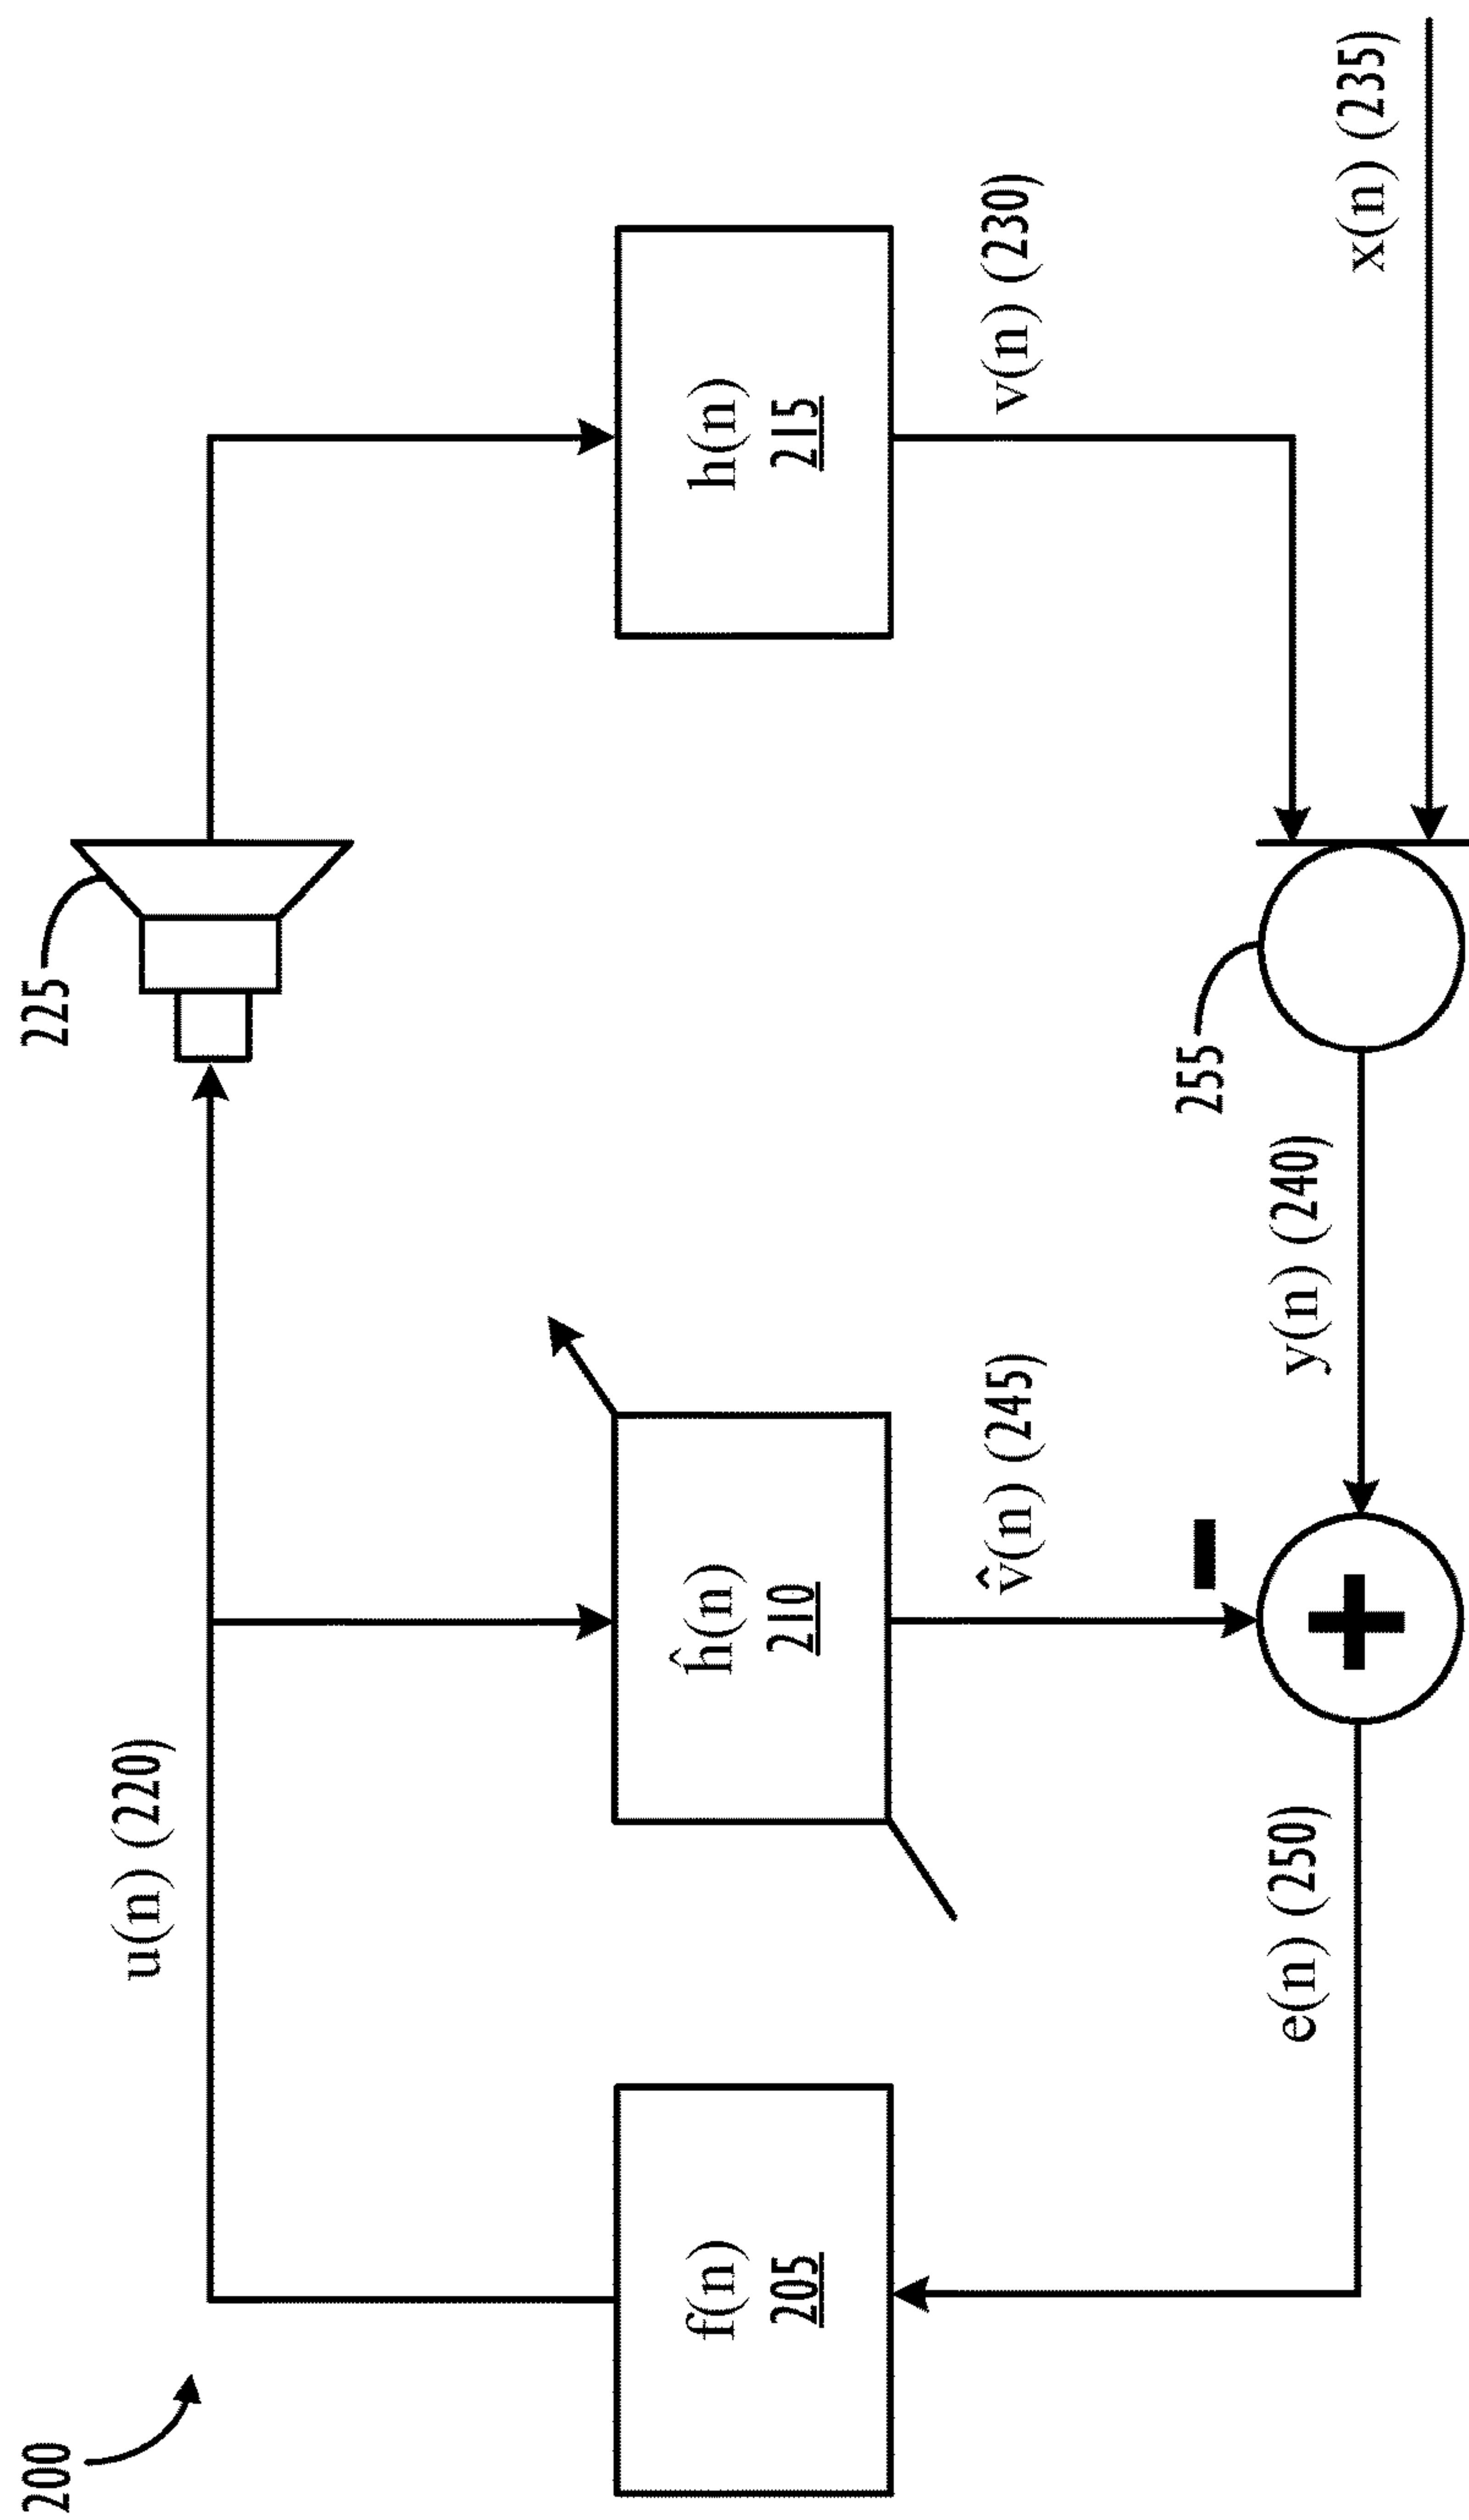 200
u(n) (220)
225
f(n)
205
ĥ(n)
210
h(n)
215
v̂(n) (245)
v(n) (230)
255
e(n) (250)
+
−
y(n) (240)
x(n) (235)